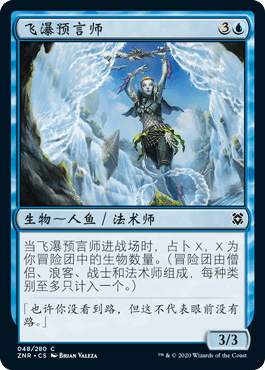 飞瀑预言师 3
生物～人鱼／法术师
当飞瀑预言师进战场时，占卜X，X为
你冒险团中的生物数量。（冒险团由僧
侣、浪客、战士和法术师组成，每种类
别至多只计入一个。）
「也许你没看到路，但这不代表眼前没有
路。」
3/3
048/280 C
ZNR • CS BRIAN VALEZA
™ & © 2020 Wizards of the Coast